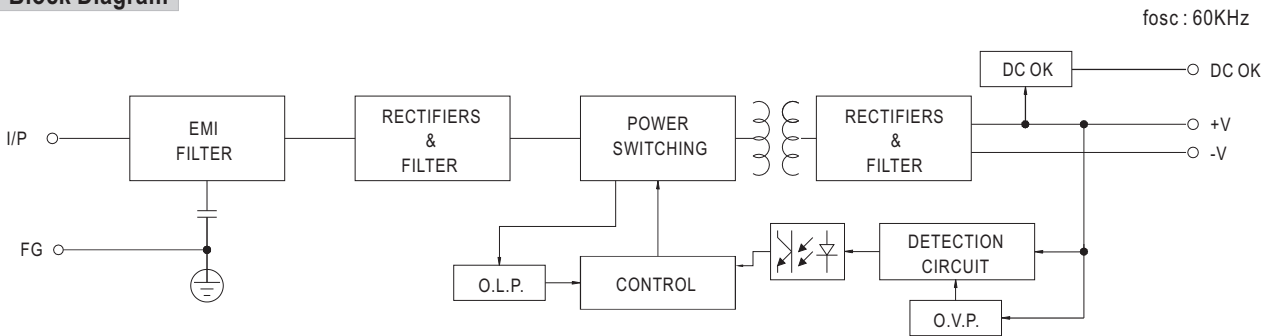 Block Diagram
fosc : 60KHz
DC OK
DC OK
I/P
EMI
FILTER
RECTIFIERS
&
FILTER
POWER
SWITCHING
RECTIFIERS
&
FILTER
+V
-V
FG
O.L.P.
CONTROL
DETECTION
CIRCUIT
O.V.P.